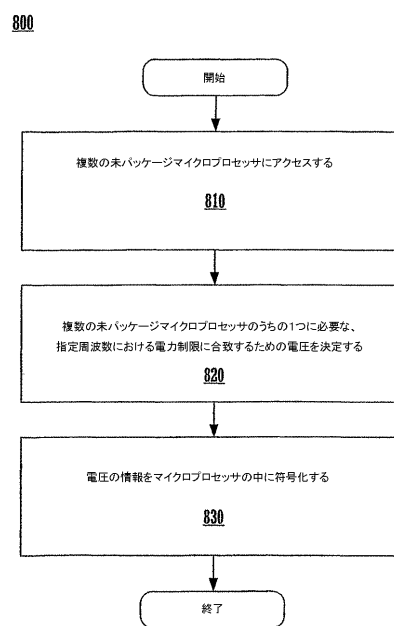 800
開始
複数の未パッケージマイクロプロセッサにアクセスする
810
複数の未パッケージマイクロプロセッサのうちの1つに必要な、
指定周波数における電力制限に合致するための電圧を決定する
820
電圧の情報をマイクロプロセッサの中に符号化する
830
終了